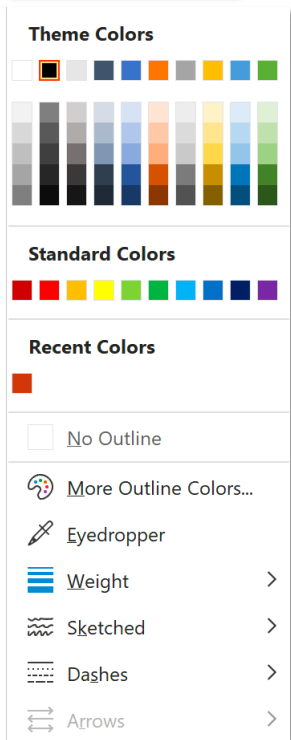 Theme Colors
Standard Colors
Recent Colors
No Outline
More Outline Colors...
Eyedropper
Weight
Sketched
Dashes
Arrows